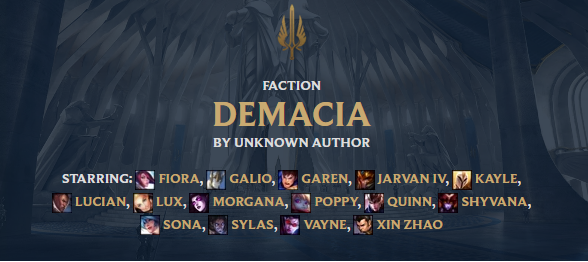 FACTION
DEMACIA
BY UNKNOWN AUTHOR
STARRING: FIORA, GALIO, GAREN, JARVAN IV, KAYLE,
LUCIAN, LUX, MORGANA, POPPY, QUINN, SHYVANA,
SONA, SYLAS, VAYNE, XIN ZHAO